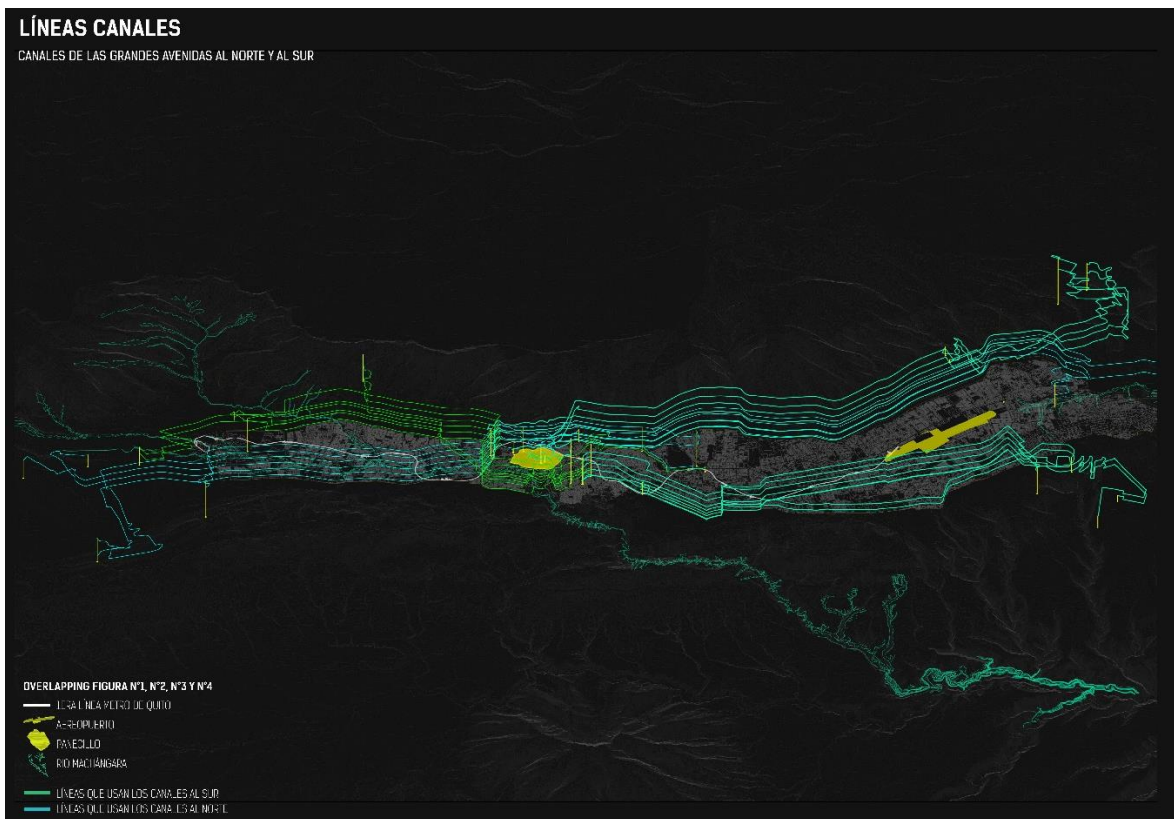 LÍNEAS CANALES
CANALES DE LAS GRANDES AVENIDAS AL NORTE Y AL SUR
OVERLAPPING FIGURA N°1, N°2, N°3 Y N°4
1ERA LÍNEA METRO DE QUITO
AEREOPUERTO
PANECILLO
RIO MACHÁNGARA
LÍNEAS QUE USAN LOS CANALES AL SUR
LÍNEAS QUE USAN LOS CANALES AL NORTE